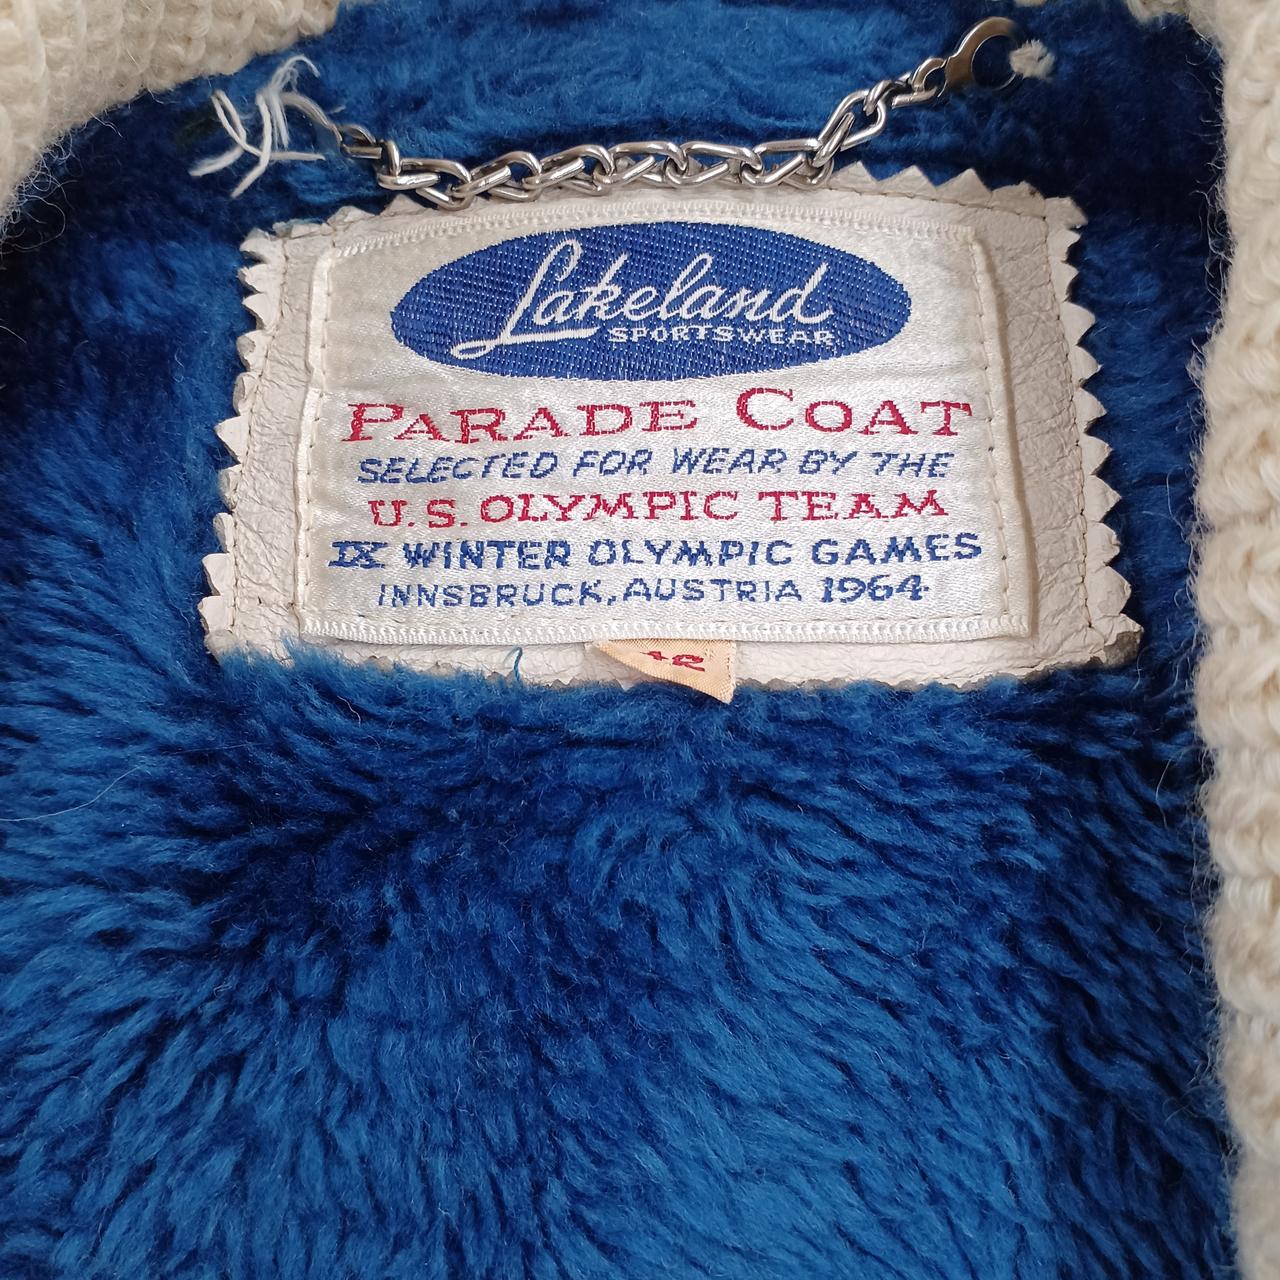 Lakeland
SPORTSWEAR
PARADE COAT
SELECTED FOR WEAR BY THE
U.S. OLYMPIC TEAM
IX WINTER OLYMPIC GAMES
INNSBRUCK, AUSTRIA 1964